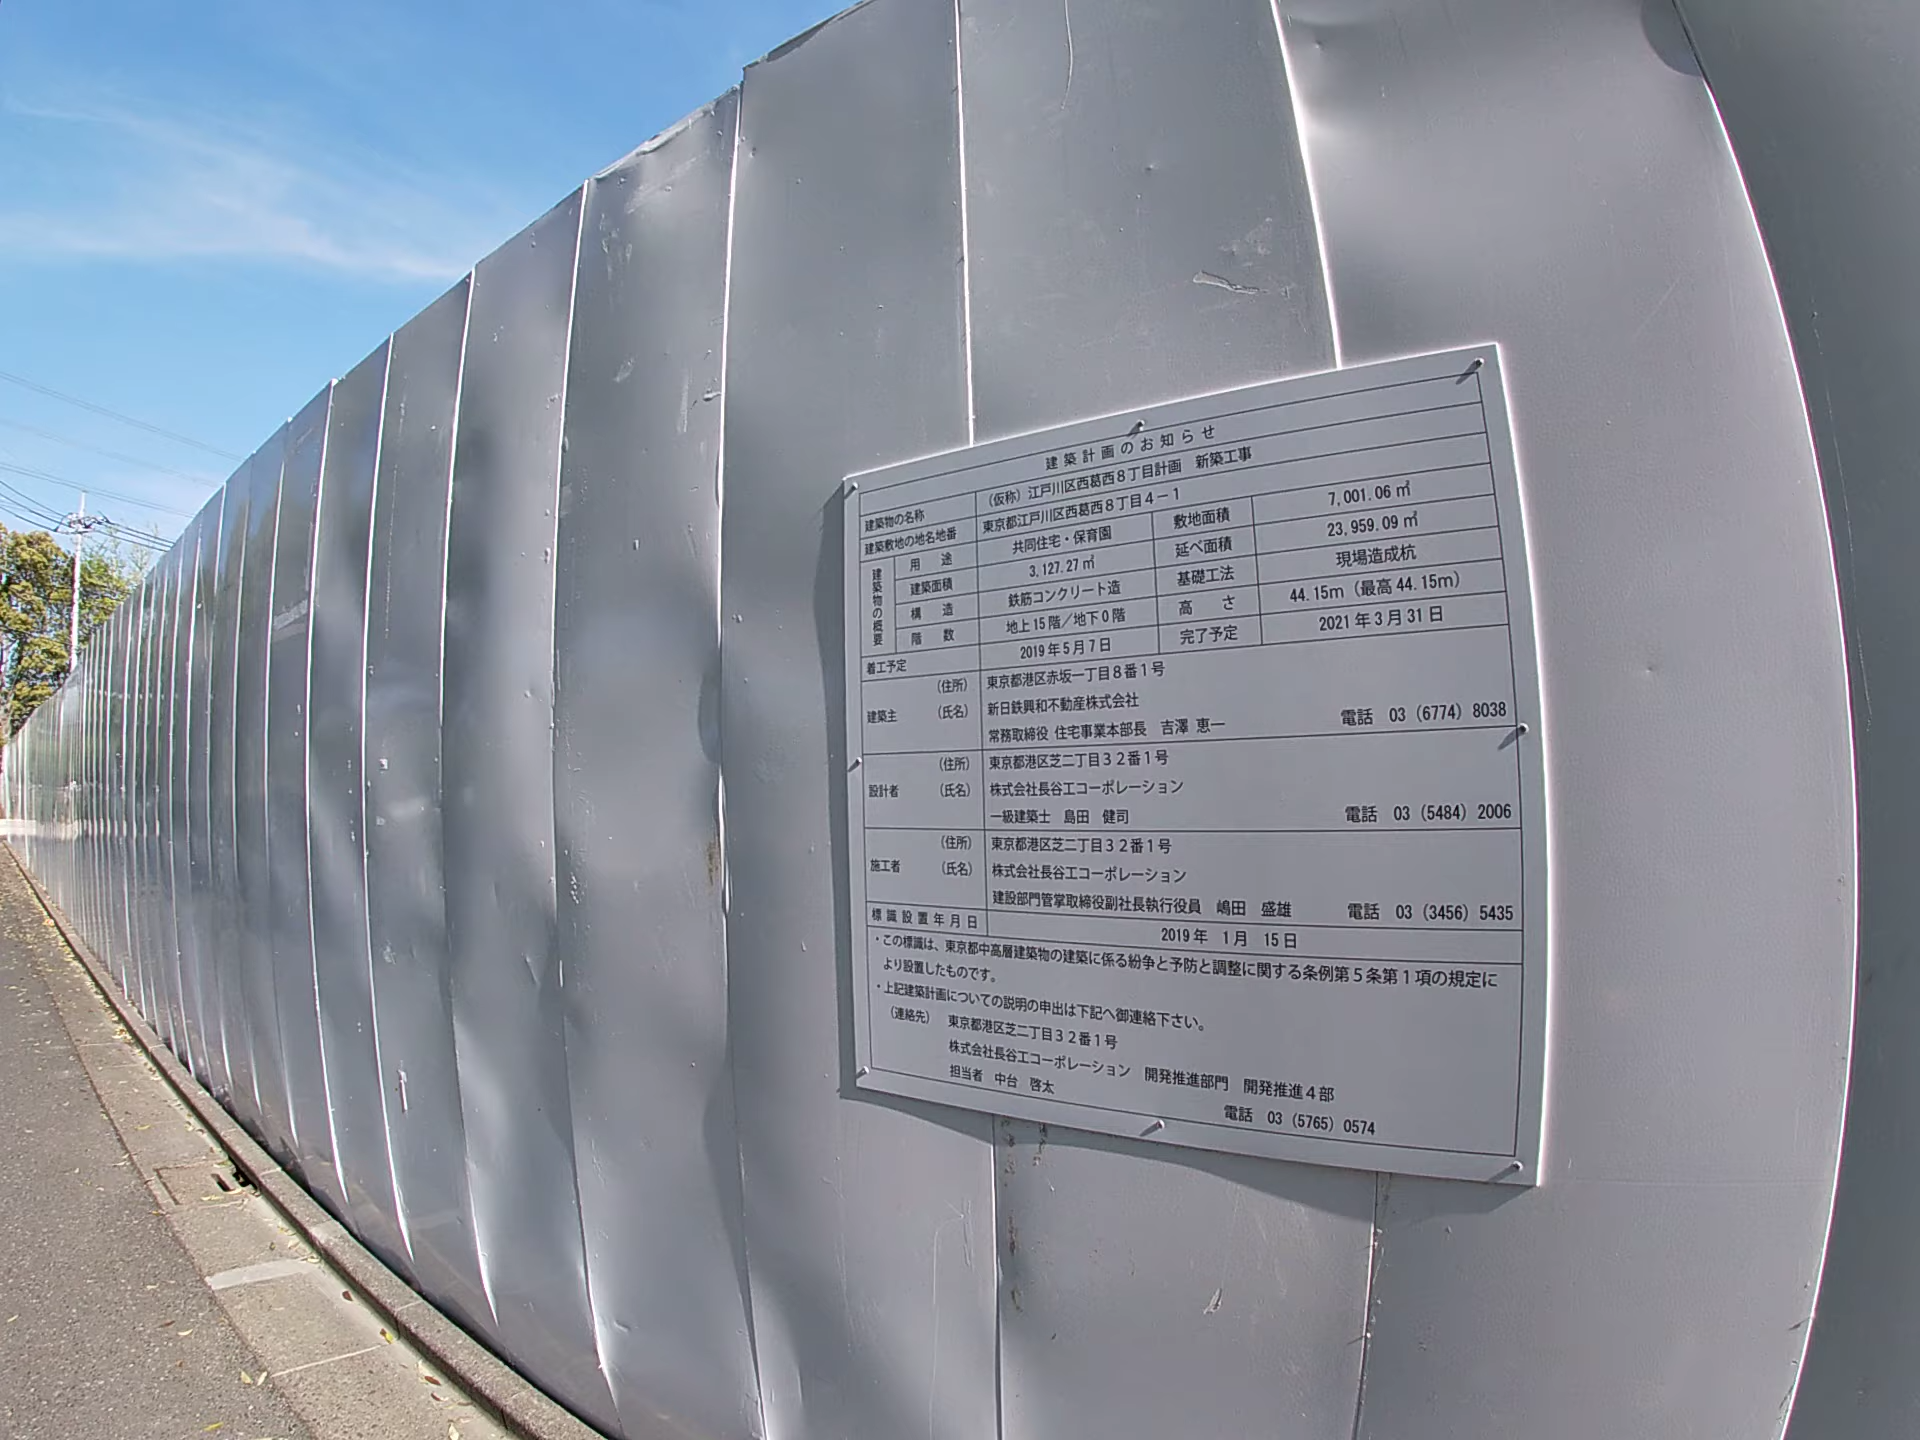 建築計画のお知らせ
建築物の名称 （仮称）江戸川区西葛西８丁目計画 新築工事
建築敷地の地名地番 東京都江戸川区西葛西８丁目４－１
建築物の概要
用途 共同住宅・保育園 敷地面積 7,001.06㎡
建築面積 3,127.27㎡ 延べ面積 23,959.09㎡
構造 鉄筋コンクリート造 基礎工法 現場造成杭
階数 地上15階／地下0階 高さ 44.15m（最高44.15m）
着工予定 2019年5月7日 完了予定 2021年3月31日
建築主 （住所） 東京都港区赤坂一丁目８番１号
（氏名） 新日鉄興和不動産株式会社
常務取締役 住宅事業本部長 吉澤 恵一 電話 03（6774）8038
設計者 （住所） 東京都港区芝二丁目３２番１号
（氏名） 株式会社長谷工コーポレーション
一級建築士 島田 健司 電話 03（5484）2006
施工者 （住所） 東京都港区芝二丁目３２番１号
（氏名） 株式会社長谷工コーポレーション
建設部門管掌取締役副社長執行役員 嶋田 盛雄 電話 03（3456）5435
標識設置年月日 2019年 1月 15日
・この標識は、東京都中高層建築物の建築に係る紛争と予防と調整に関する条例第５条第１項の規定に
より設置したものです。
・上記建築計画についての説明の申出は下記へ御連絡下さい。
（連絡先） 東京都港区芝二丁目３２番１号
株式会社長谷工コーポレーション 開発推進部門 開発推進４部
担当者 中台 啓太
電話 03（5765）0574